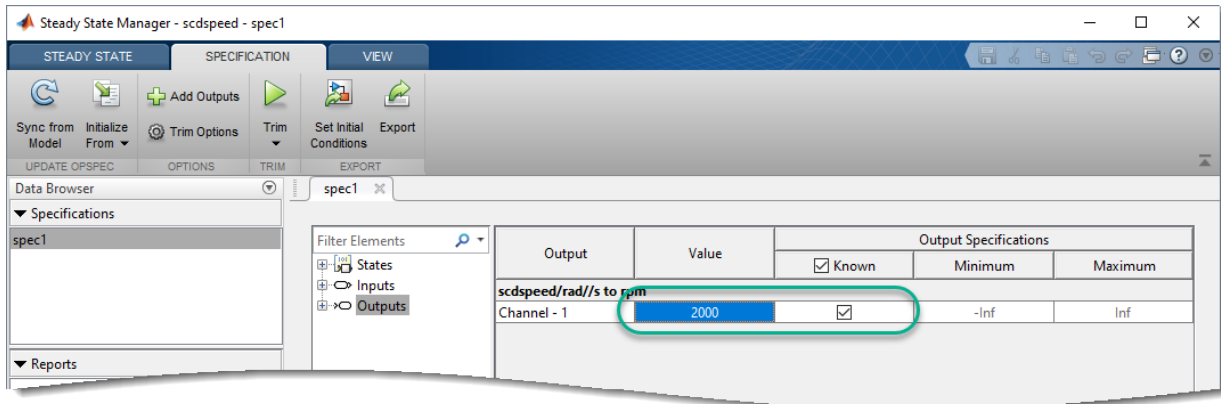 Steady State Manager - scdspeed - spec1
STEADY STATE SPECIFICATION VIEW
Add Outputs
Sync from Model Initialize From Trim Options Trim Set Initial Conditions Export
UPDATE OPSPEC OPTIONS TRIM EXPORT
Data Browser spec1
Specifications
spec1
Filter Elements
States
Inputs
Outputs
Output Value Output Specifications
Known Minimum Maximum
scdspeed/rad//s to rpm
Channel - 1 2000 -Inf Inf
Reports